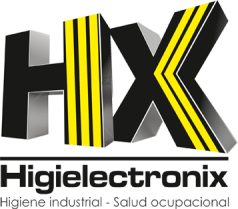 HX
Higielectronix
Higiene industrial - Salud ocupacional